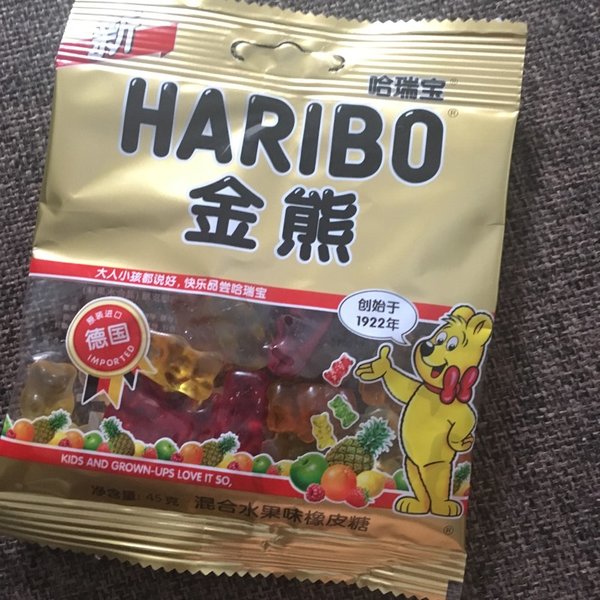 新
哈瑞宝®
HARIBO®
金熊
大人小孩都说好，快乐品尝哈瑞宝
创始于
1922年
原装进口
德国
IMPORTED
KIDS AND GROWN-UPS LOVE IT SO,
净含量: 45克 混合水果味橡皮糖
®